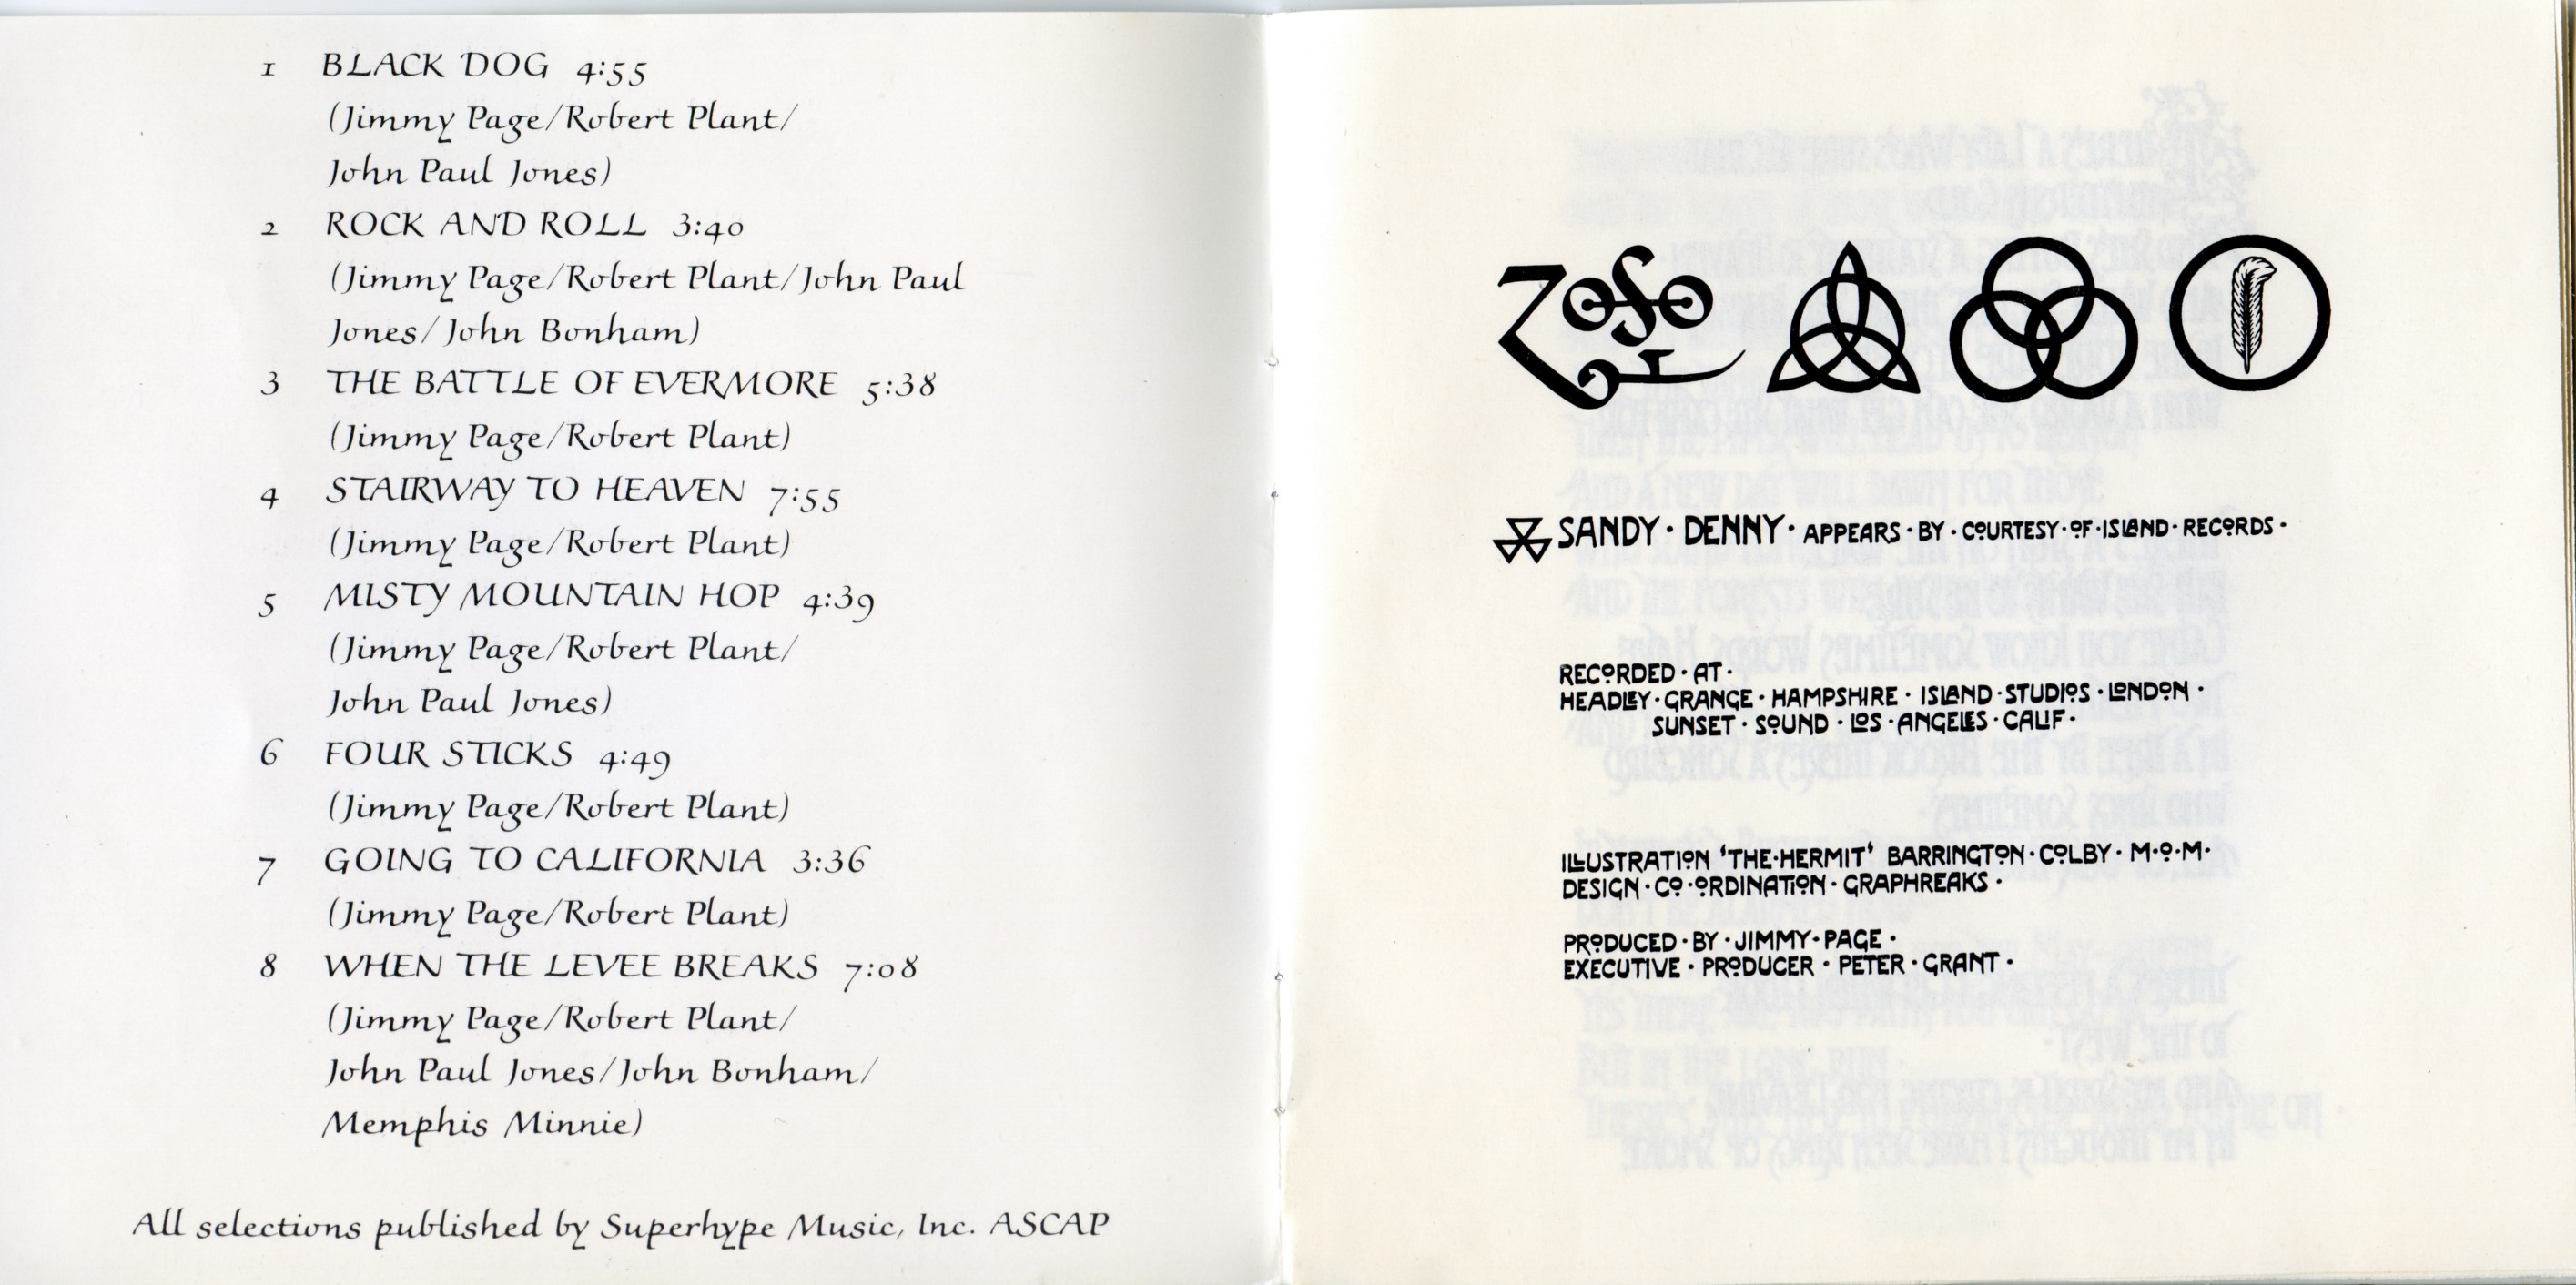 1 BLACK DOG 4:55
(Jimmy Page/Robert Plant/
John Paul Jones)
2 ROCK AND ROLL 3:40
(Jimmy Page/Robert Plant/John Paul
Jones/John Bonham)
3 THE BATTLE OF EVERMORE 5:38
(Jimmy Page/Robert Plant)
4 STAIRWAY TO HEAVEN 7:55
(Jimmy Page/Robert Plant)
5 MISTY MOUNTAIN HOP 4:39
(Jimmy Page/Robert Plant/
John Paul Jones)
6 FOUR STICKS 4:49
(Jimmy Page/Robert Plant)
7 GOING TO CALIFORNIA 3:36
(Jimmy Page/Robert Plant)
8 WHEN THE LEVEE BREAKS 7:08
(Jimmy Page/Robert Plant/
John Paul Jones/John Bonham/
Memphis Minnie)
All selections published by Superhype Music, Inc. ASCAP
ZOSO
SANDY · DENNY · APPEARS · BY · COURTESY · OF · ISLAND · RECORDS ·
RECORDED · AT ·
HEADLEY · GRANGE · HAMPSHIRE · ISLAND · STUDIOS · LONDON ·
SUNSET · SOUND · LOS · ANGELES · CALIF ·
ILLUSTRATION 'THE · HERMIT' BARRINGTON · COLBY · M · O · M ·
DESIGN · CO · ORDINATION · GRAPHREAKS ·
PRODUCED · BY · JIMMY · PAGE ·
EXECUTIVE · PRODUCER · PETER · GRANT ·